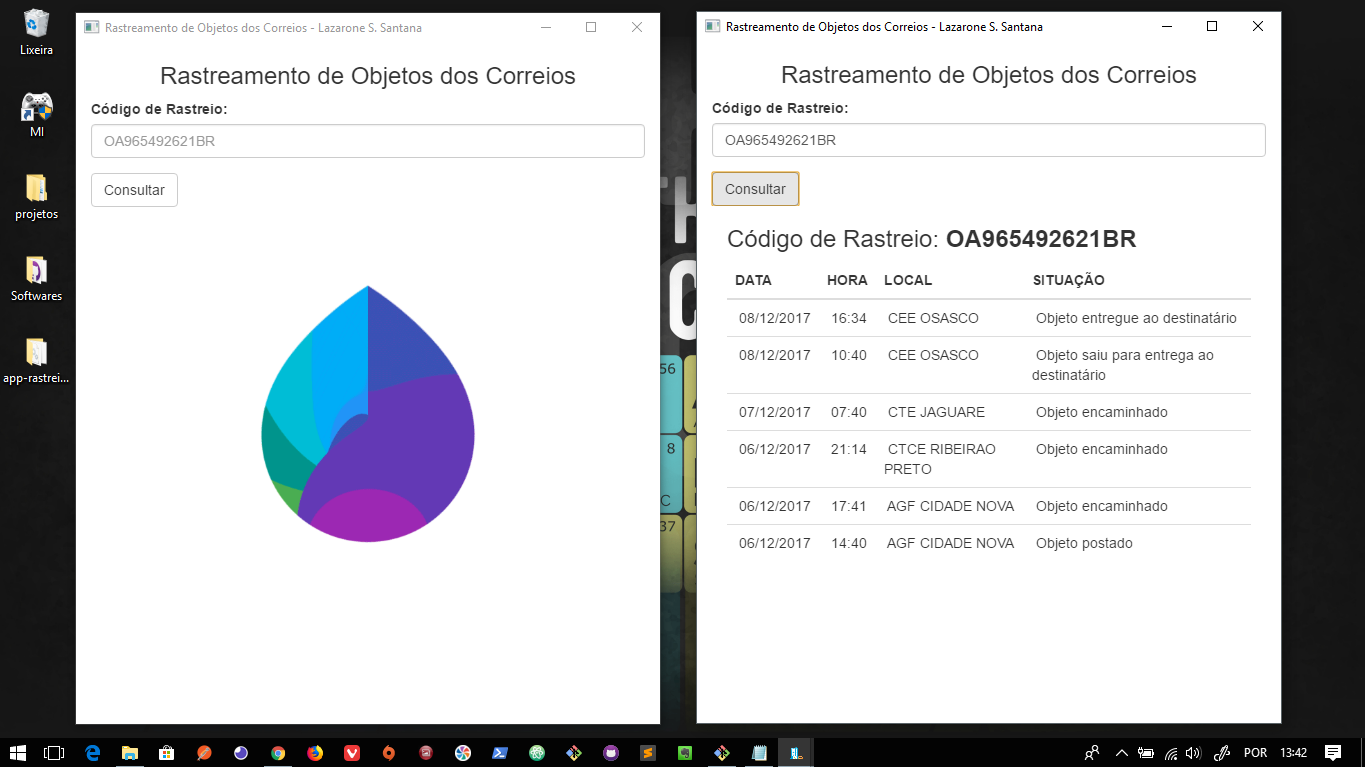 Lixeira
MI
projetos
Softwares
app-rastrei...
Rastreamento de Objetos dos Correios - Lazarone S. Santana
Rastreamento de Objetos dos Correios
Código de Rastreio:
OA965492621BR
Consultar
Rastreamento de Objetos dos Correios - Lazarone S. Santana
Rastreamento de Objetos dos Correios
Código de Rastreio:
OA965492621BR
Consultar
Código de Rastreio: OA965492621BR
DATA HORA LOCAL SITUAÇÃO
08/12/2017 16:34 CEE OSASCO Objeto entregue ao destinatário
08/12/2017 10:40 CEE OSASCO Objeto saiu para entrega ao
destinatário
07/12/2017 07:40 CTE JAGUARE Objeto encaminhado
06/12/2017 21:14 CTCE RIBEIRAO Objeto encaminhado
PRETO
06/12/2017 17:41 AGF CIDADE NOVA Objeto encaminhado
06/12/2017 14:40 AGF CIDADE NOVA Objeto postado
56
8
C
37
POR 13:42